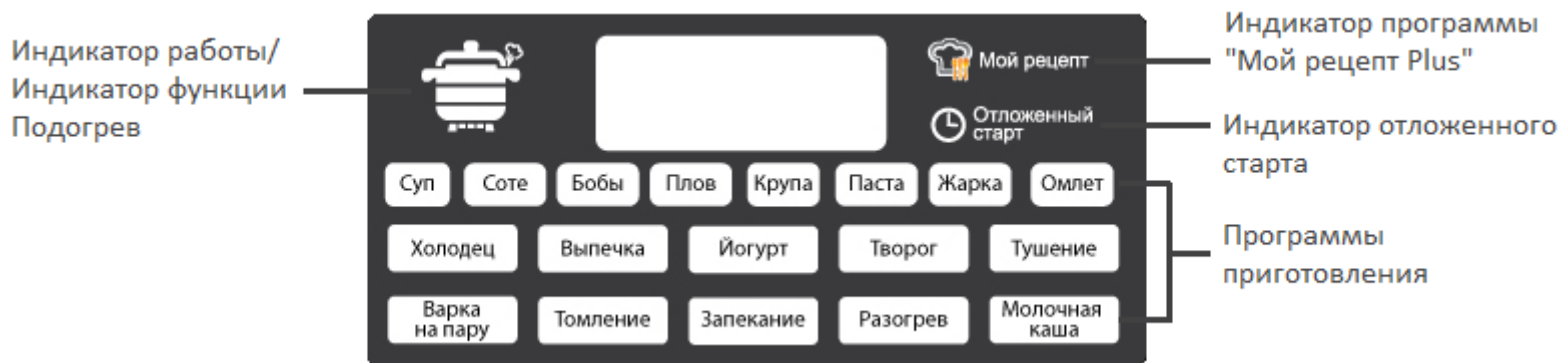 Индикатор работы/
Индикатор функции
Подогрев
Мой рецепт
Отложенный
старт
Индикатор программы
"Мой рецепт Plus"
Индикатор отложенного
старта
Суп Соте Бобы Плов Крупа Паста Жарка Омлет
Холодец Выпечка Йогурт Творог Тушение
Варка
на пару
Томление Запекание Разогрев
Молочная
каша
Программы
приготовления